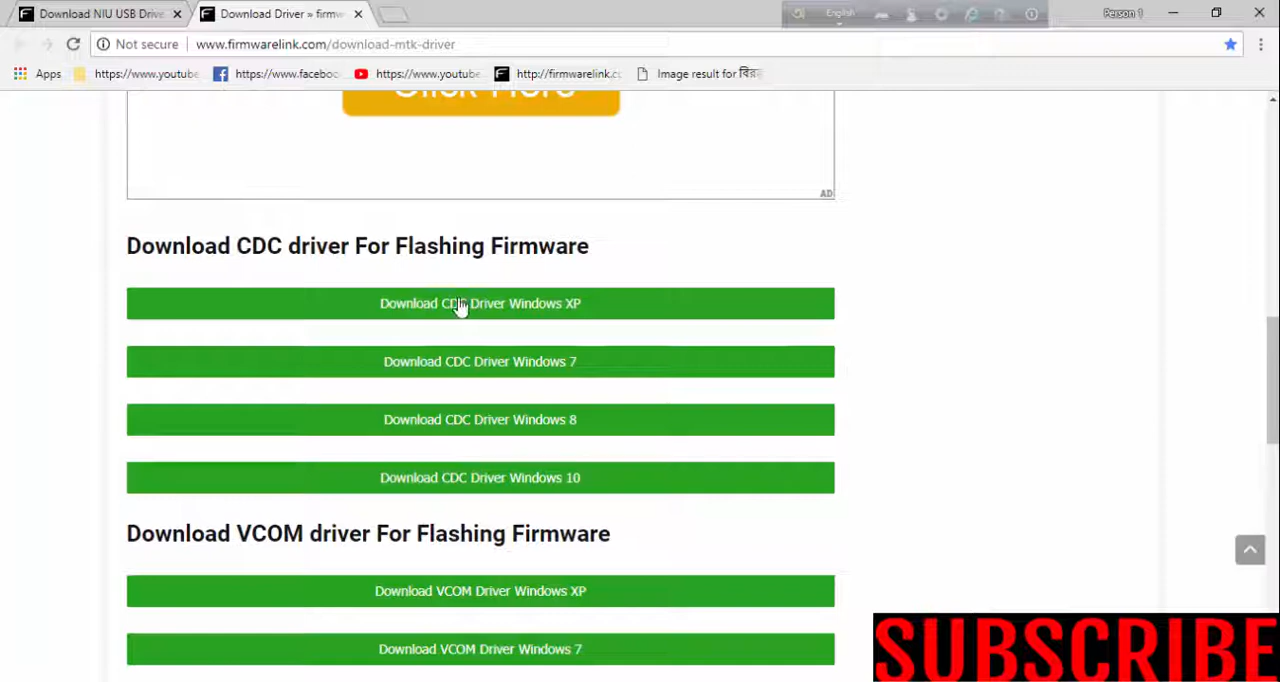 Download NIU USB Drive
Download Driver » firmw
English
Person 1
Not secure
www.firmwarelink.com/download-mtk-driver
Apps
https://www.youtube
https://www.faceboo
https://www.youtube
http://firmwarelink.c
Image result for বির
Click Here
AD
Download CDC driver For Flashing Firmware
Download CDC Driver Windows XP
Download CDC Driver Windows 7
Download CDC Driver Windows 8
Download CDC Driver Windows 10
Download VCOM driver For Flashing Firmware
Download VCOM Driver Windows XP
Download VCOM Driver Windows 7
SUBSCRIBE